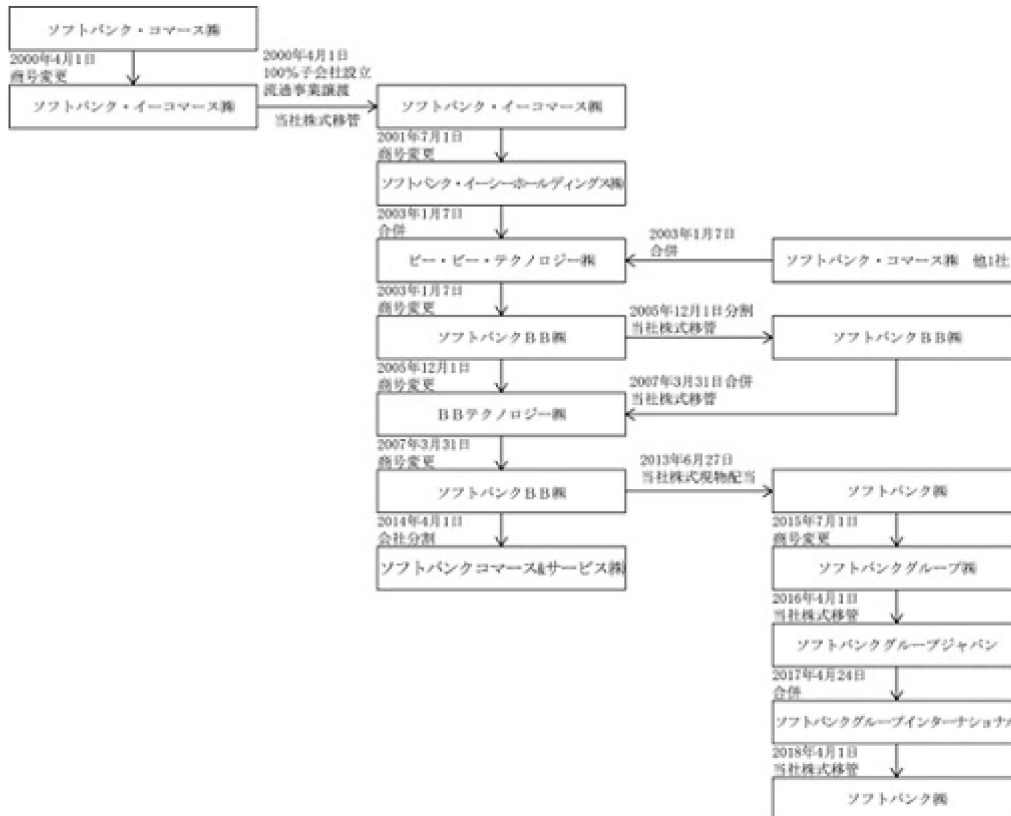 ソフトバンク・コマース㈱
2000年4月1日
商号変更
2000年4月1日
100%子会社設立
流通事業譲渡
当社株式移管
ソフトバンク・イーコマース㈱
ソフトバンク・イーコマース㈱
2001年7月1日
商号変更
ソフトバンク・イーシーホールディングス㈱
2003年1月7日
合併
2003年1月7日
合併
ビー・ビー・テクノロジー㈱
ソフトバンク・コマース㈱ 他1社
2003年1月7日
商号変更
2005年12月1日分割
当社株式移管
ソフトバンクBB㈱
ソフトバンクBB㈱
2005年12月1日
商号変更
2007年3月31日合併
当社株式移管
BBテクノロジー㈱
2007年3月31日
商号変更
2013年6月27日
当社株式現物配当
ソフトバンクBB㈱
ソフトバンク㈱
2014年4月1日
会社分割
2015年7月1日
商号変更
ソフトバンクコマース&サービス㈱
ソフトバンクグループ㈱
2016年4月1日
当社株式移管
ソフトバンクグループジャパン
2017年4月24日
合併
ソフトバンクグループインターナショナル
2018年4月1日
当社株式移管
ソフトバンク㈱